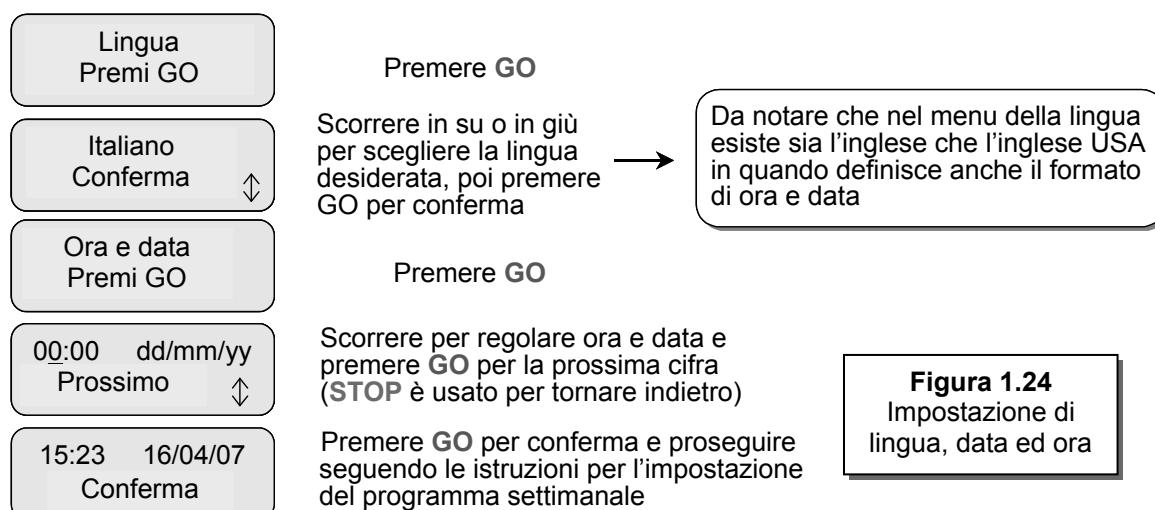 Lingua
Premi GO
Premere GO
Italiano
Conferma
Scorrere in su o in giù
per scegliere la lingua
desiderata, poi premere
GO per conferma
Da notare che nel menu della lingua
esiste sia l'inglese che l'inglese USA
in quando definisce anche il formato
di ora e data
Ora e data
Premi GO
Premere GO
00:00 dd/mm/yy
Prossimo
Scorrere per regolare ora e data e
premere GO per la prossima cifra
(STOP è usato per tornare indietro)
15:23 16/04/07
Conferma
Premere GO per conferma e proseguire
seguendo le istruzioni per l'impostazione
del programma settimanale
Figura 1.24
Impostazione di
lingua, data ed ora